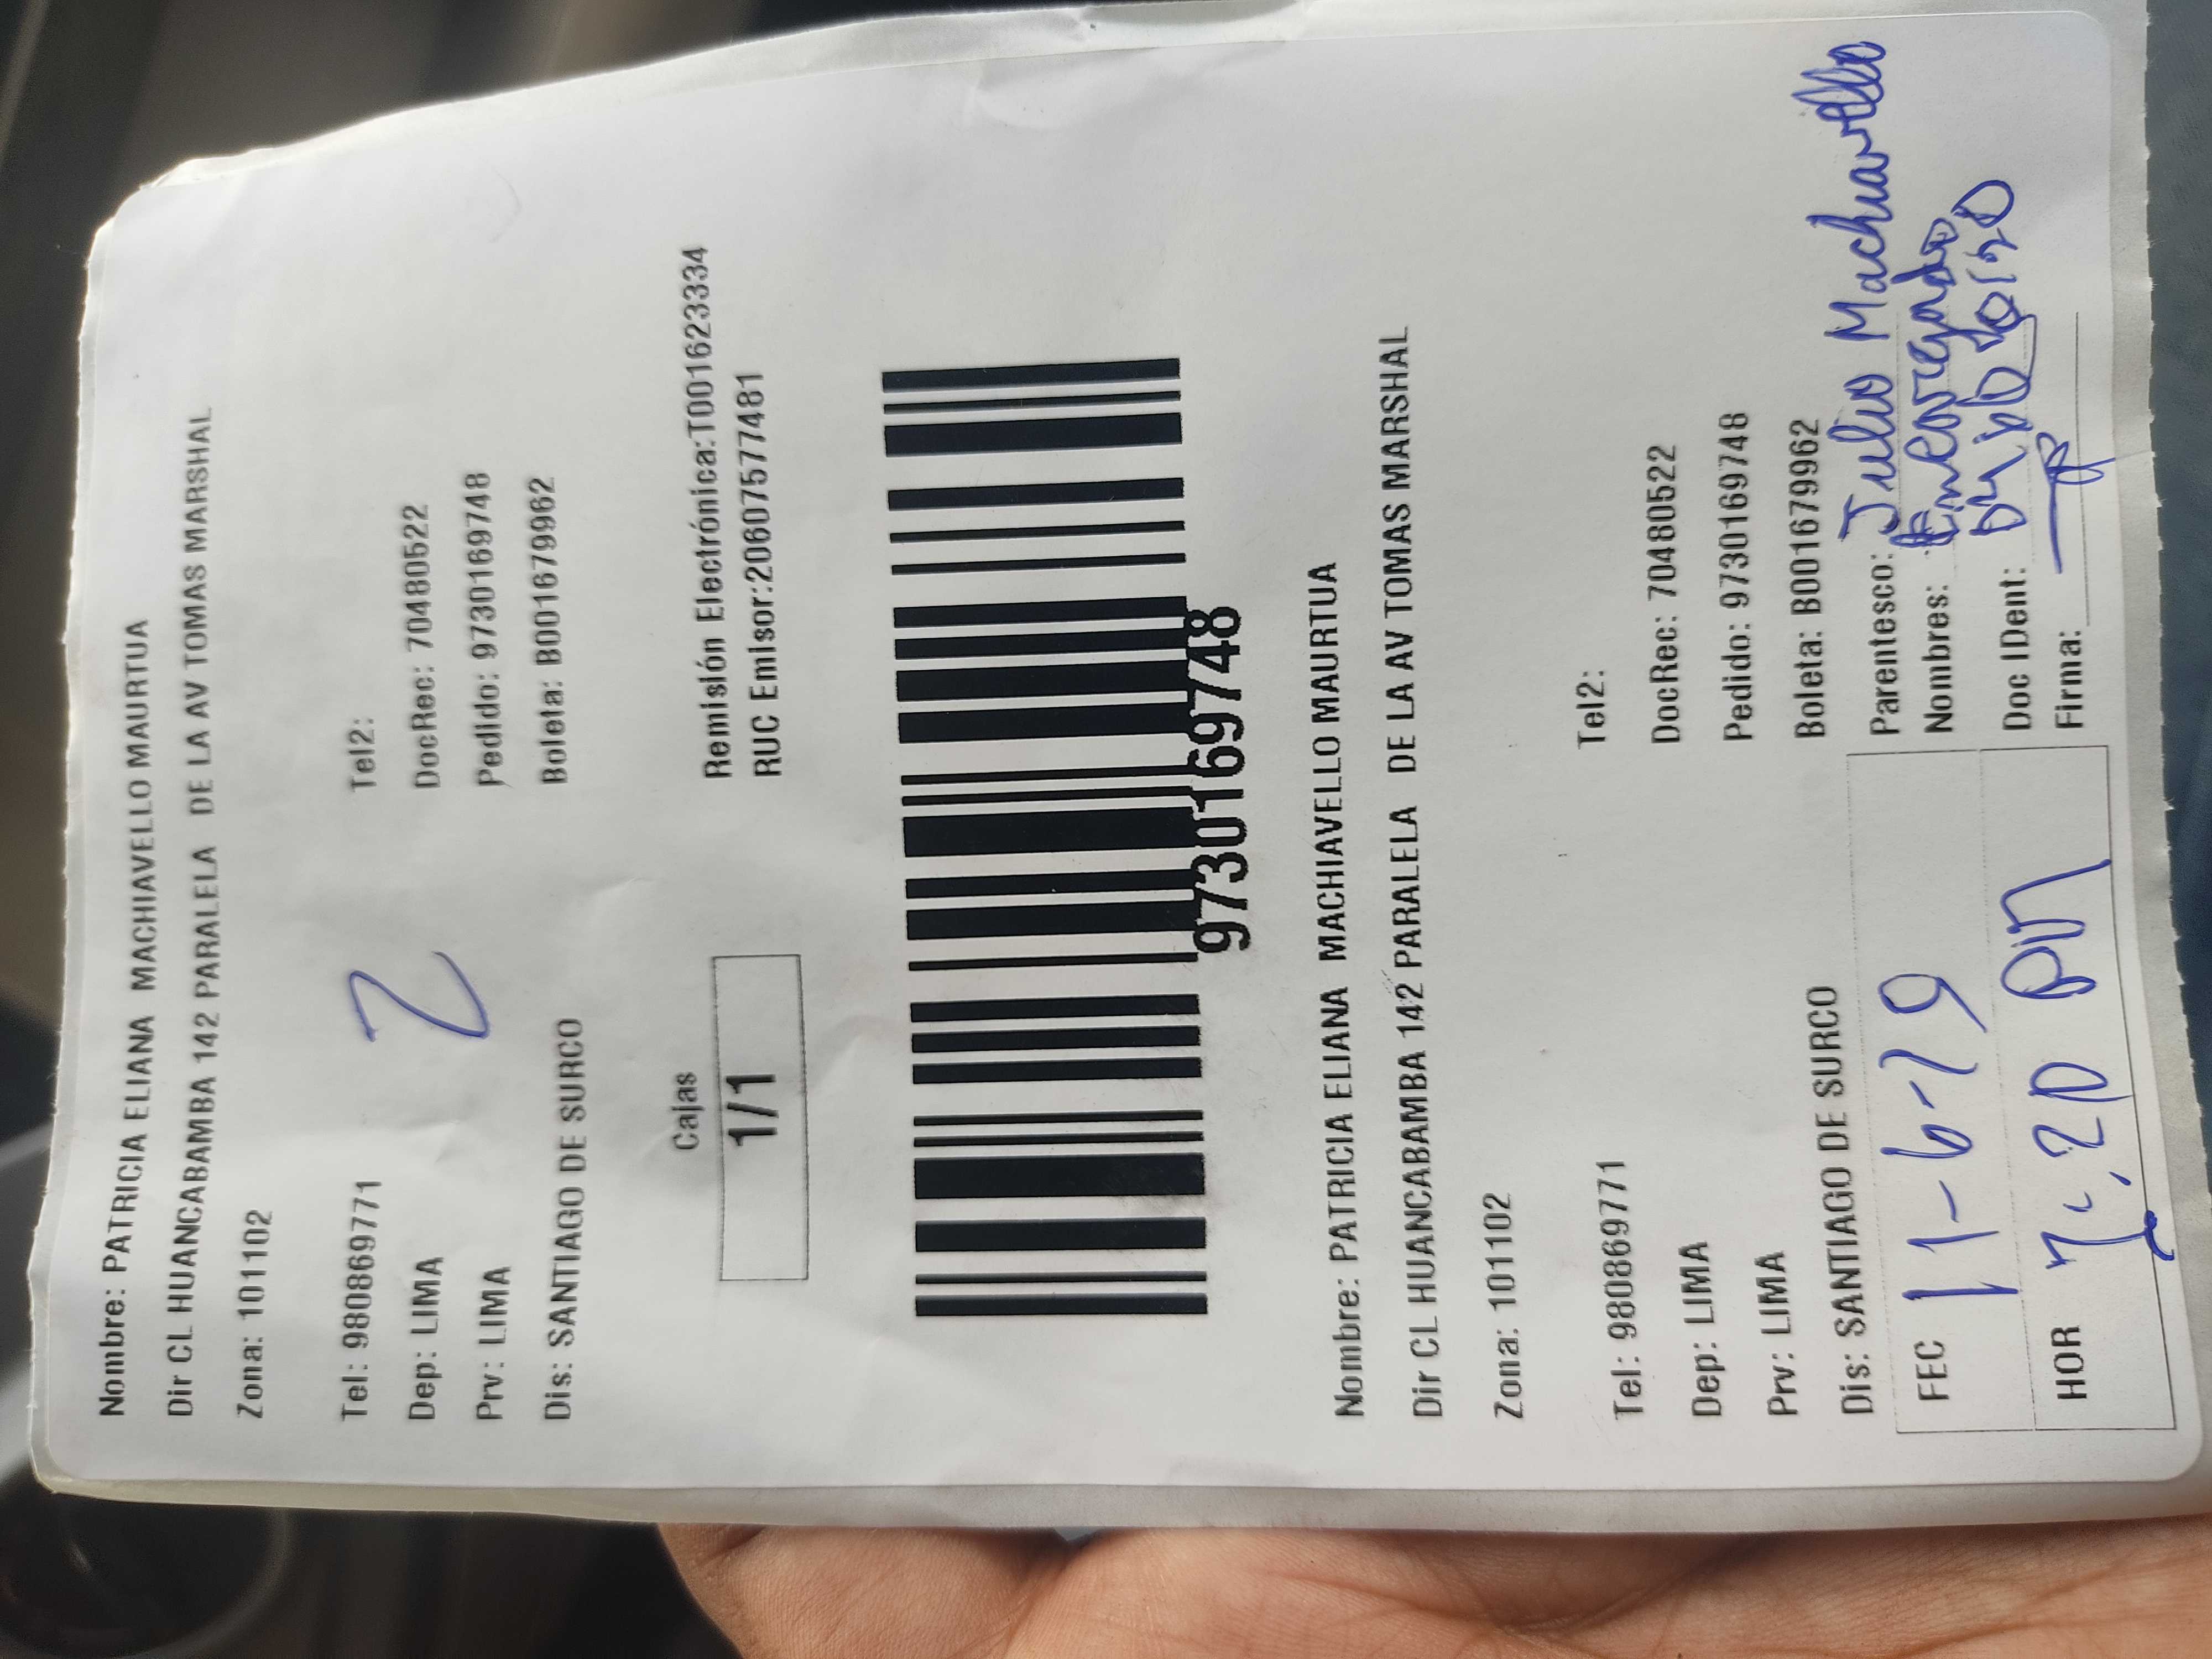 Nombre: PATRICIA ELIANA MACHIAVELLO MAURTUA
Dir CL HUANCABAMBA 142 PARALELA DE LA AV TOMAS MARSHAL
Zona: 101102
Tel: 980869771 Tel2:
Dep: LIMA DocRec: 70480522
Prv: LIMA Pedido: 9730169748
Dis: SANTIAGO DE SURCO Boleta: B001679962
2
Cajas
1/1
Remisión Electrónica:T001623334
RUC Emisor:20607577481
9730169748
Nombre: PATRICIA ELIANA MACHIAVELLO MAURTUA
Dir CL HUANCABAMBA 142 PARALELA DE LA AV TOMAS MARSHAL
Zona: 101102
Tel: 980869771 Tel2:
Dep: LIMA DocRec: 70480522
Prv: LIMA Pedido: 9730169748
Dis: SANTIAGO DE SURCO Boleta: B001679962
FEC 11-6-
Parentesco: Julio Machiavello
Nombres: Encargado
HOR 7:20 pm
Doc IDent:
Firma: